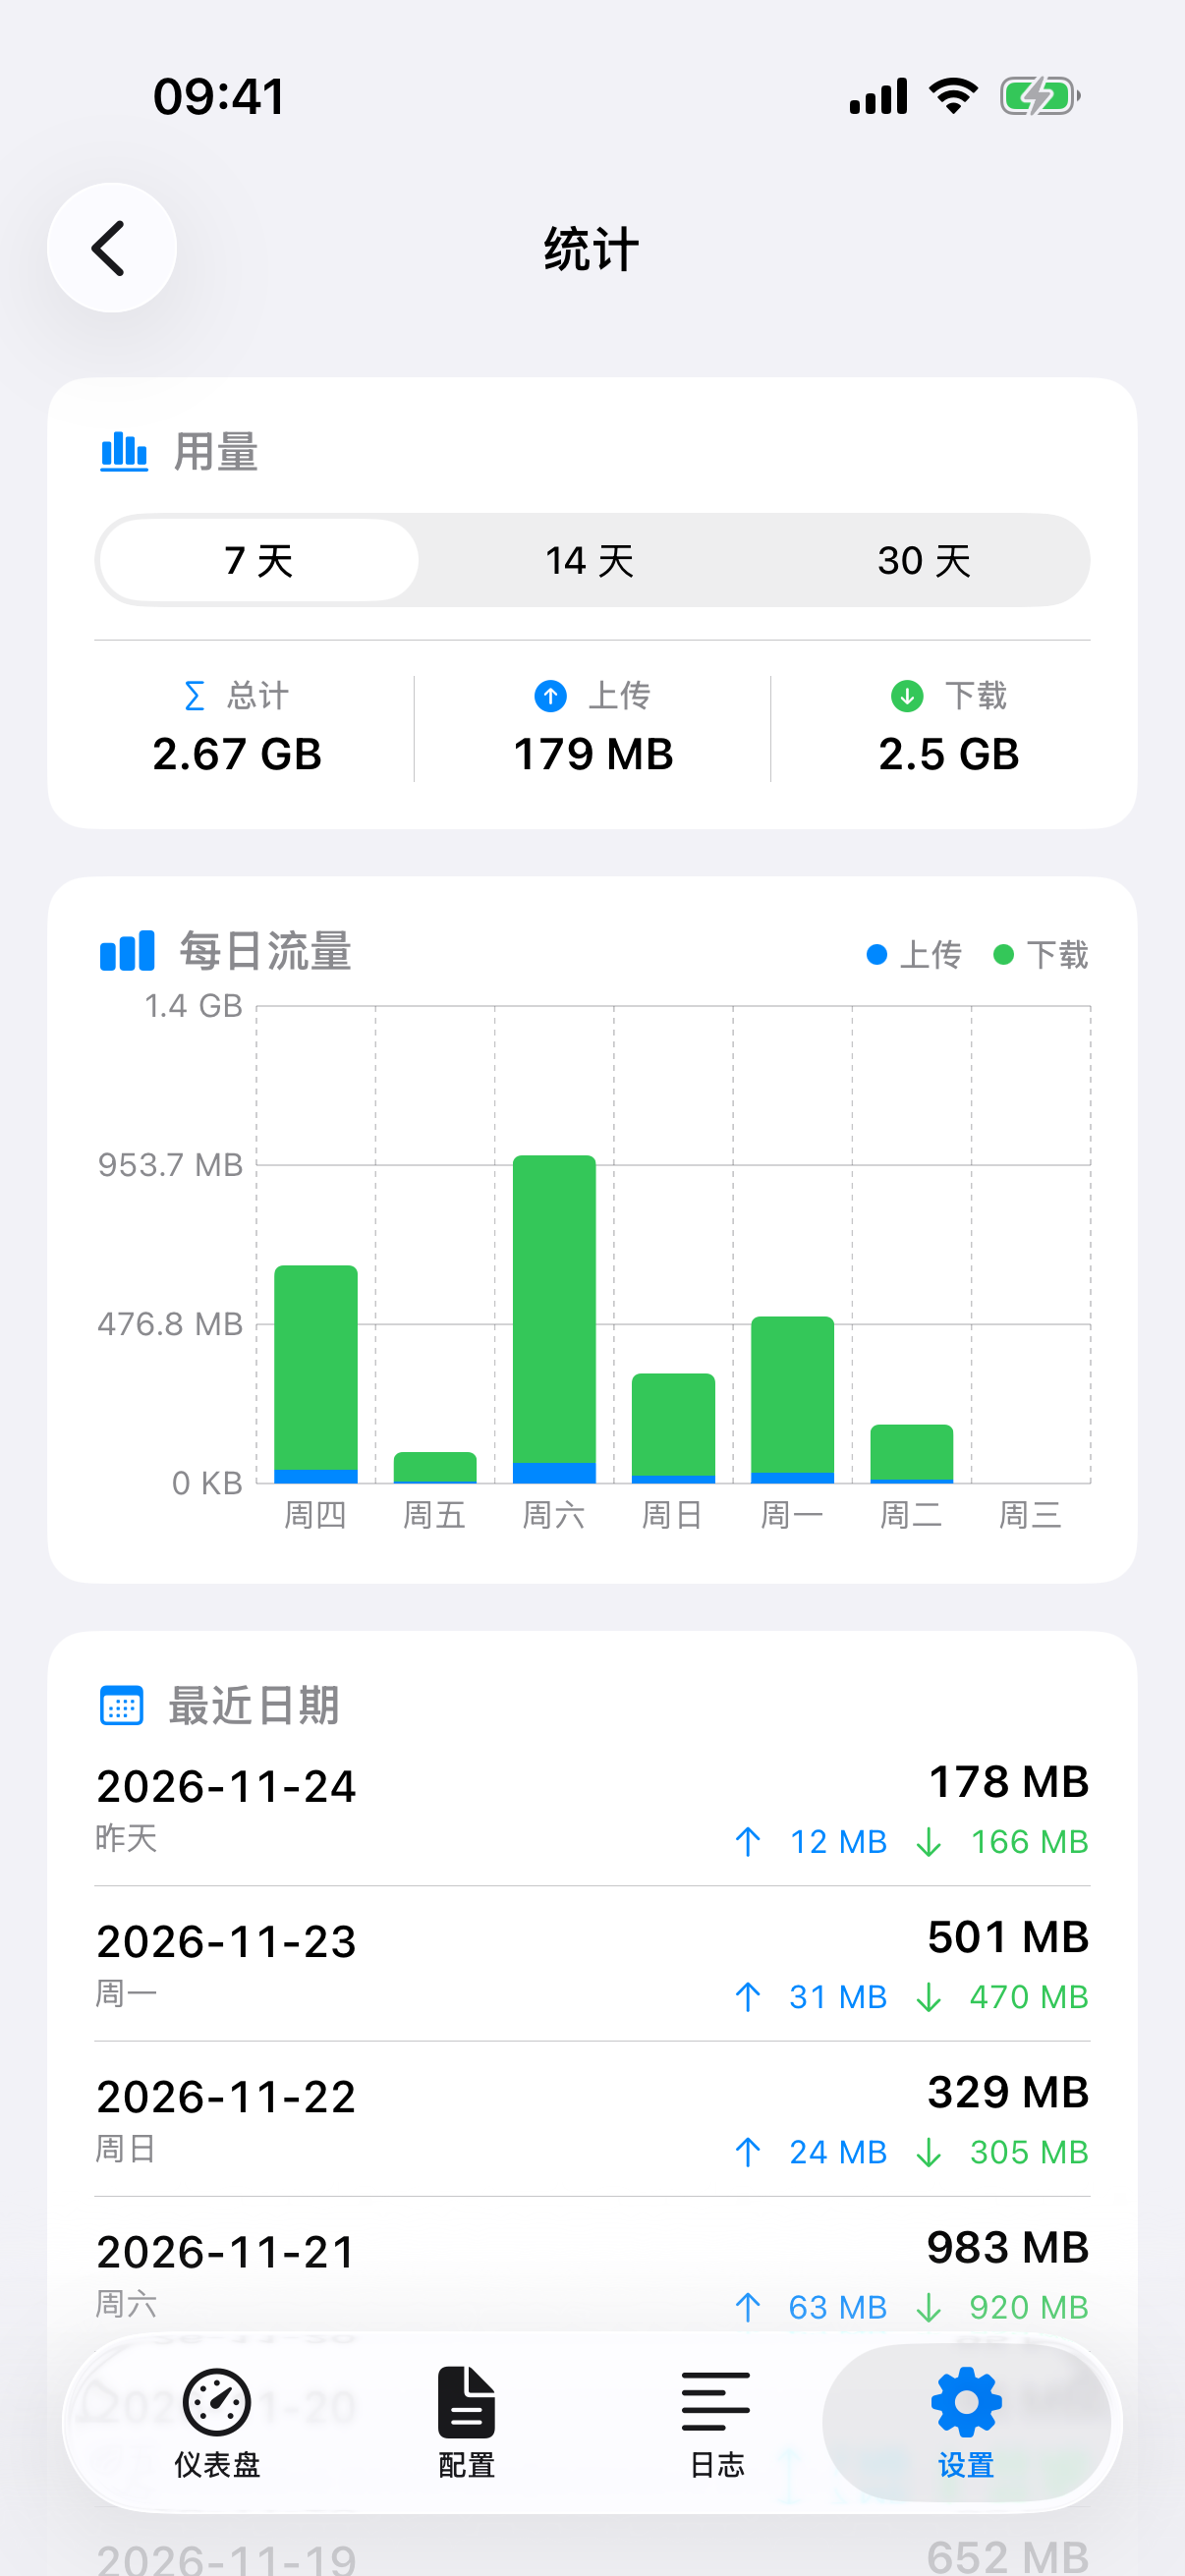 09:41
统计
用量
7 天 14 天 30 天
总计 上传 下载
2.67 GB 179 MB 2.5 GB
每日流量 上传 下载
1.4 GB
953.7 MB
476.8 MB
0 KB
周四 周五 周六 周日 周一 周二 周三
最近日期
2026-11-24 178 MB
昨天 12 MB 166 MB
2026-11-23 501 MB
周一 31 MB 470 MB
2026-11-22 329 MB
周日 24 MB 305 MB
2026-11-21 983 MB
周六 63 MB 920 MB
仪表盘 配置 日志 设置
2026-11-19 652 MB